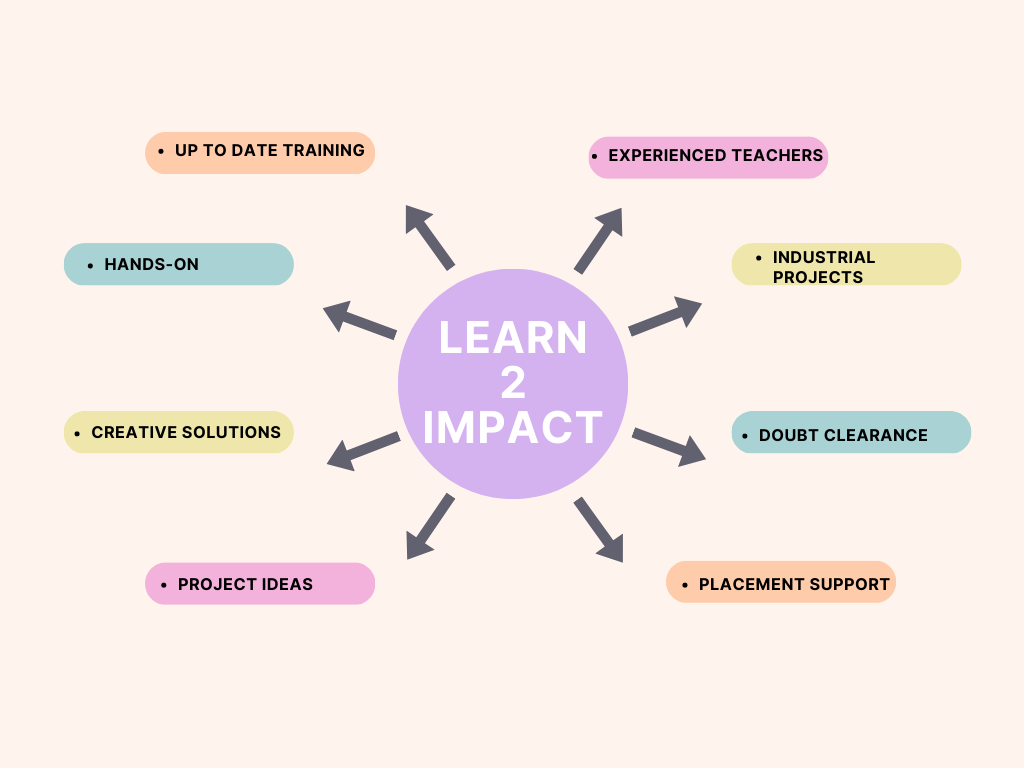 • UP TO DATE TRAINING
• EXPERIENCED TEACHERS
• HANDS-ON
• INDUSTRIAL
PROJECTS
LEARN
2
IMPACT
• CREATIVE SOLUTIONS
• DOUBT CLEARANCE
• PROJECT IDEAS
• PLACEMENT SUPPORT